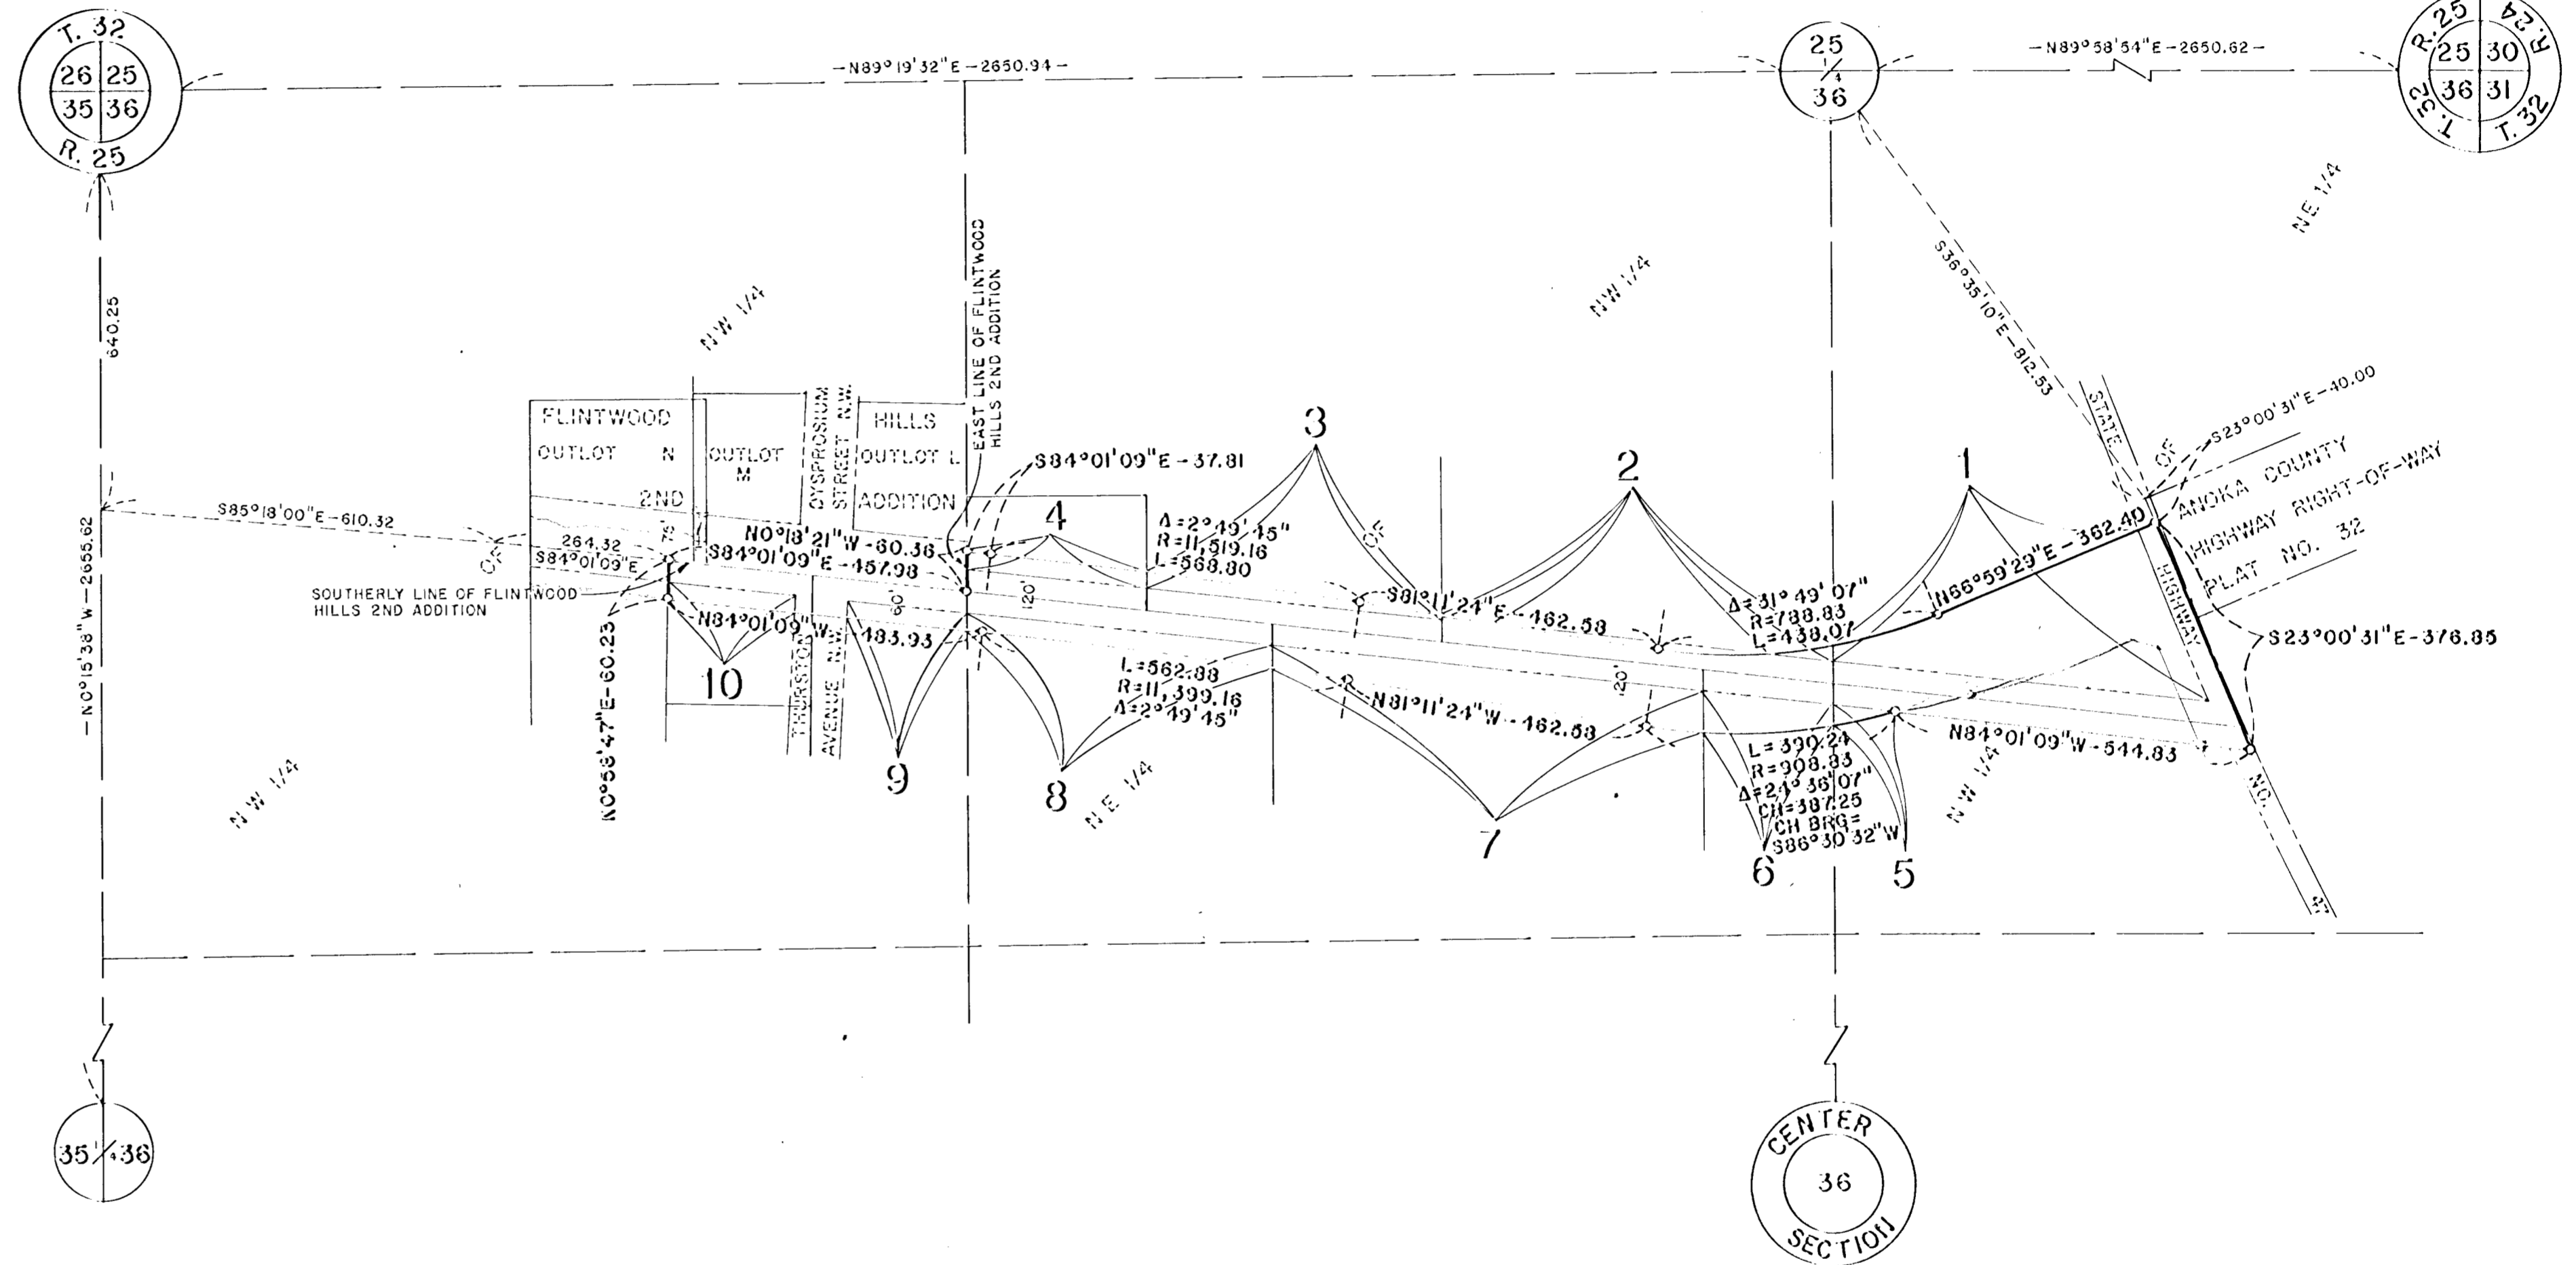 T. 32
26 25
35 36
R. 25
N89°19'32"E-2650.94
25
1/4
36
N89°58'54"E-2650.62
R. 25
R. 24
25 30
36 31
T. 32
T. 32
640.25
N0°15'38"W-2655.62
NW 1/4
NW 1/4
NE 1/4
EAST LINE OF FLINTWOOD
HILLS 2ND ADDITION
S36°35'10"E-812.53
FLINTWOOD
OUTLOT N
2ND
OUTLOT
M
DYSPROSIUM
STREET N.W.
HILLS
OUTLOT L
ADDITION
S84°01'09"E-37.81
3
2
1
4
STATE
OF
S23°00'31"E-40.00
ANOKA COUNTY
HIGHWAY RIGHT-OF-WAY
PLAT NO. 32
S85°18'00"E-610.32
OF
75'
264.32
S84°01'09"E
N0°18'21"W-60.36
S84°01'09"E-457.98
Δ=2°49'45"
R=11,519.16
L=568.80
OF
S81°11'24"E-462.58
Δ=31°49'07"
R=788.83
L=438.07
N66°59'29"E-362.40
HIGHWAY
S23°00'31"E-376.85
SOUTHERLY LINE OF FLINTWOOD
HILLS 2ND ADDITION
N84°01'09"W-483.93
60'
120'
120'
N0°58'47"E-60.23
10
THURSTON
AVENUE N.W.
9
8
L=562.88
R=11,399.16
Δ=2°49'45"
N81°11'24"W-462.58
7
L=390.24
R=908.83
Δ=24°36'07"
CH=387.25
CH BRG=
S86°30'32"W
6
5
N84°01'09"W-544.83
NW 1/4
NE 1/4
NW 1/4
NO.
35 1/4 36
CENTER
36
SECTION